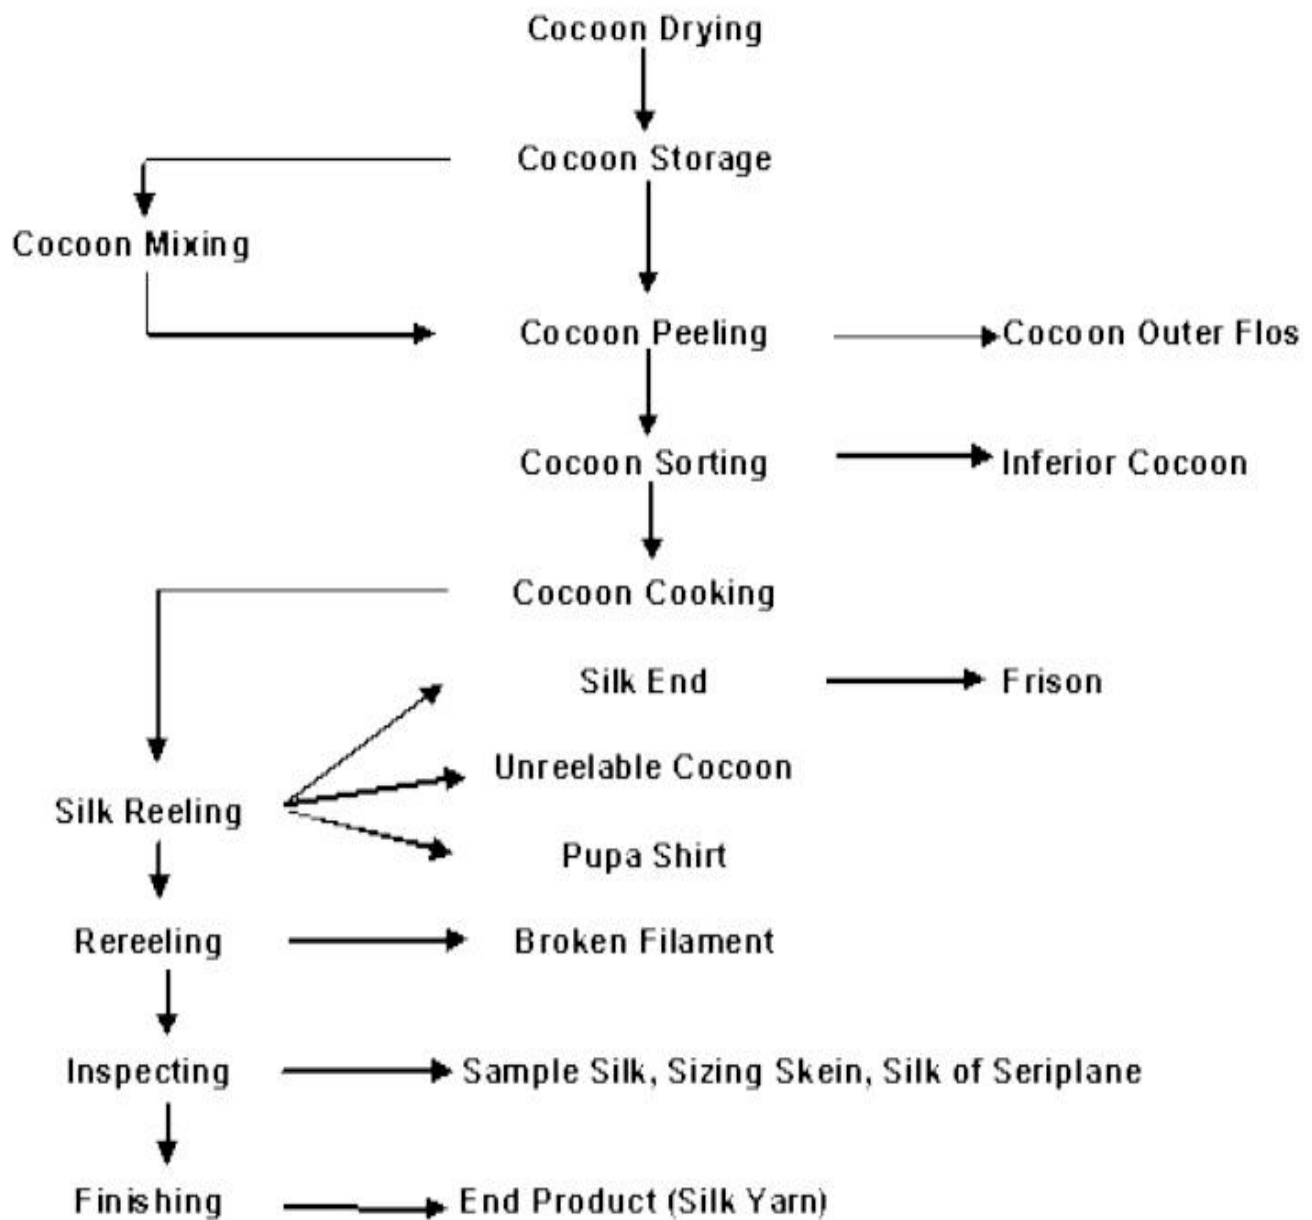 Cocoon Drying
Cocoon Storage
Cocoon Mixing
Cocoon Peeling
Cocoon Outer Flos
Cocoon Sorting
Inferior Cocoon
Cocoon Cooking
Silk End
Frison
Unreelable Cocoon
Silk Reeling
Pupa Shirt
Rereeling
Broken Filament
Inspecting
Sample Silk, Sizing Skein, Silk of Seriplane
Finishing
End Product (Silk Yarn)